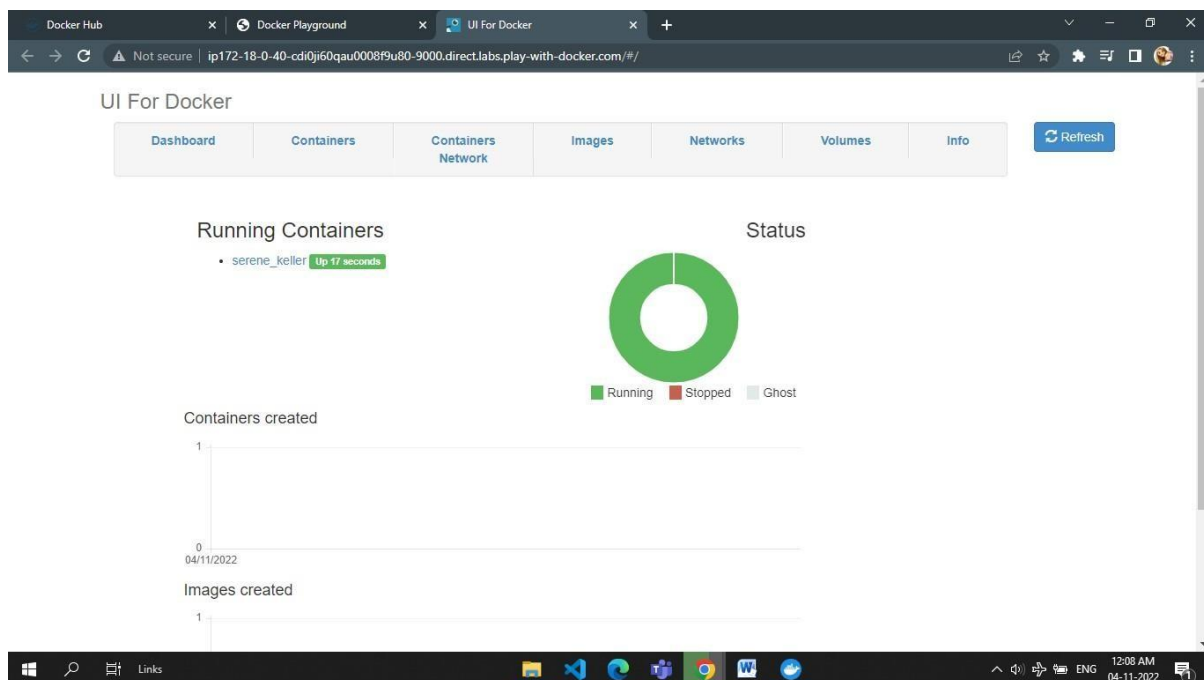 Docker Hub
Docker Playground
UI For Docker
Not secure
ip172-18-0-40-cdi0ji60qau0008f9u80-9000.direct.labs.play-with-docker.com/#/
UI For Docker
Dashboard
Containers
Containers
Network
Images
Networks
Volumes
Info
Refresh
Running Containers
serene_keller Up 17 seconds
Status
Running Stopped Ghost
Containers created
1
0
04/11/2022
Images created
1
Links
ENG
12:08 AM
04-11-2022